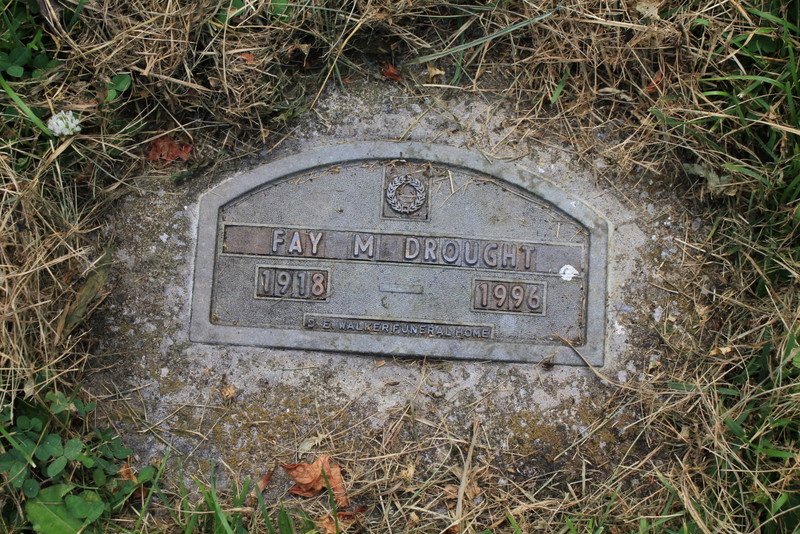 FAY M DROUGHT
1918 — 1996
D. E. WALKER FUNERAL HOME